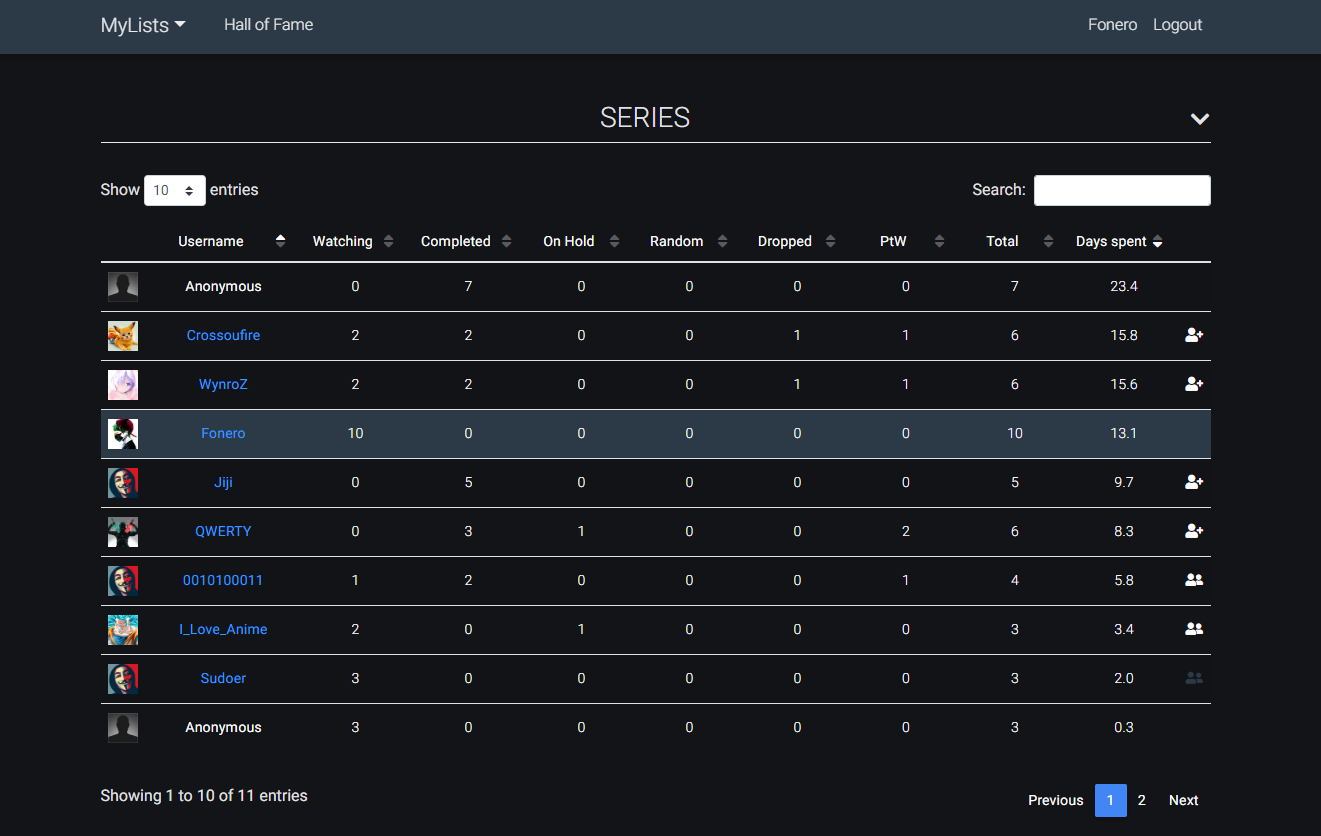 MyLists Hall of Fame Fonero Logout
SERIES
Show 10 entries Search:
Username Watching Completed On Hold Random Dropped PtW Total Days spent
Anonymous 0 7 0 0 0 0 7 23.4
Crossoufire 2 2 0 0 1 1 6 15.8
WynroZ 2 2 0 0 1 1 6 15.6
Fonero 10 0 0 0 0 0 10 13.1
Jiji 0 5 0 0 0 0 5 9.7
QWERTY 0 3 1 0 0 2 6 8.3
0010100011 1 2 0 0 0 1 4 5.8
I_Love_Anime 2 0 1 0 0 0 3 3.4
Sudoer 3 0 0 0 0 0 3 2.0
Anonymous 3 0 0 0 0 0 3 0.3
Showing 1 to 10 of 11 entries Previous 1 2 Next